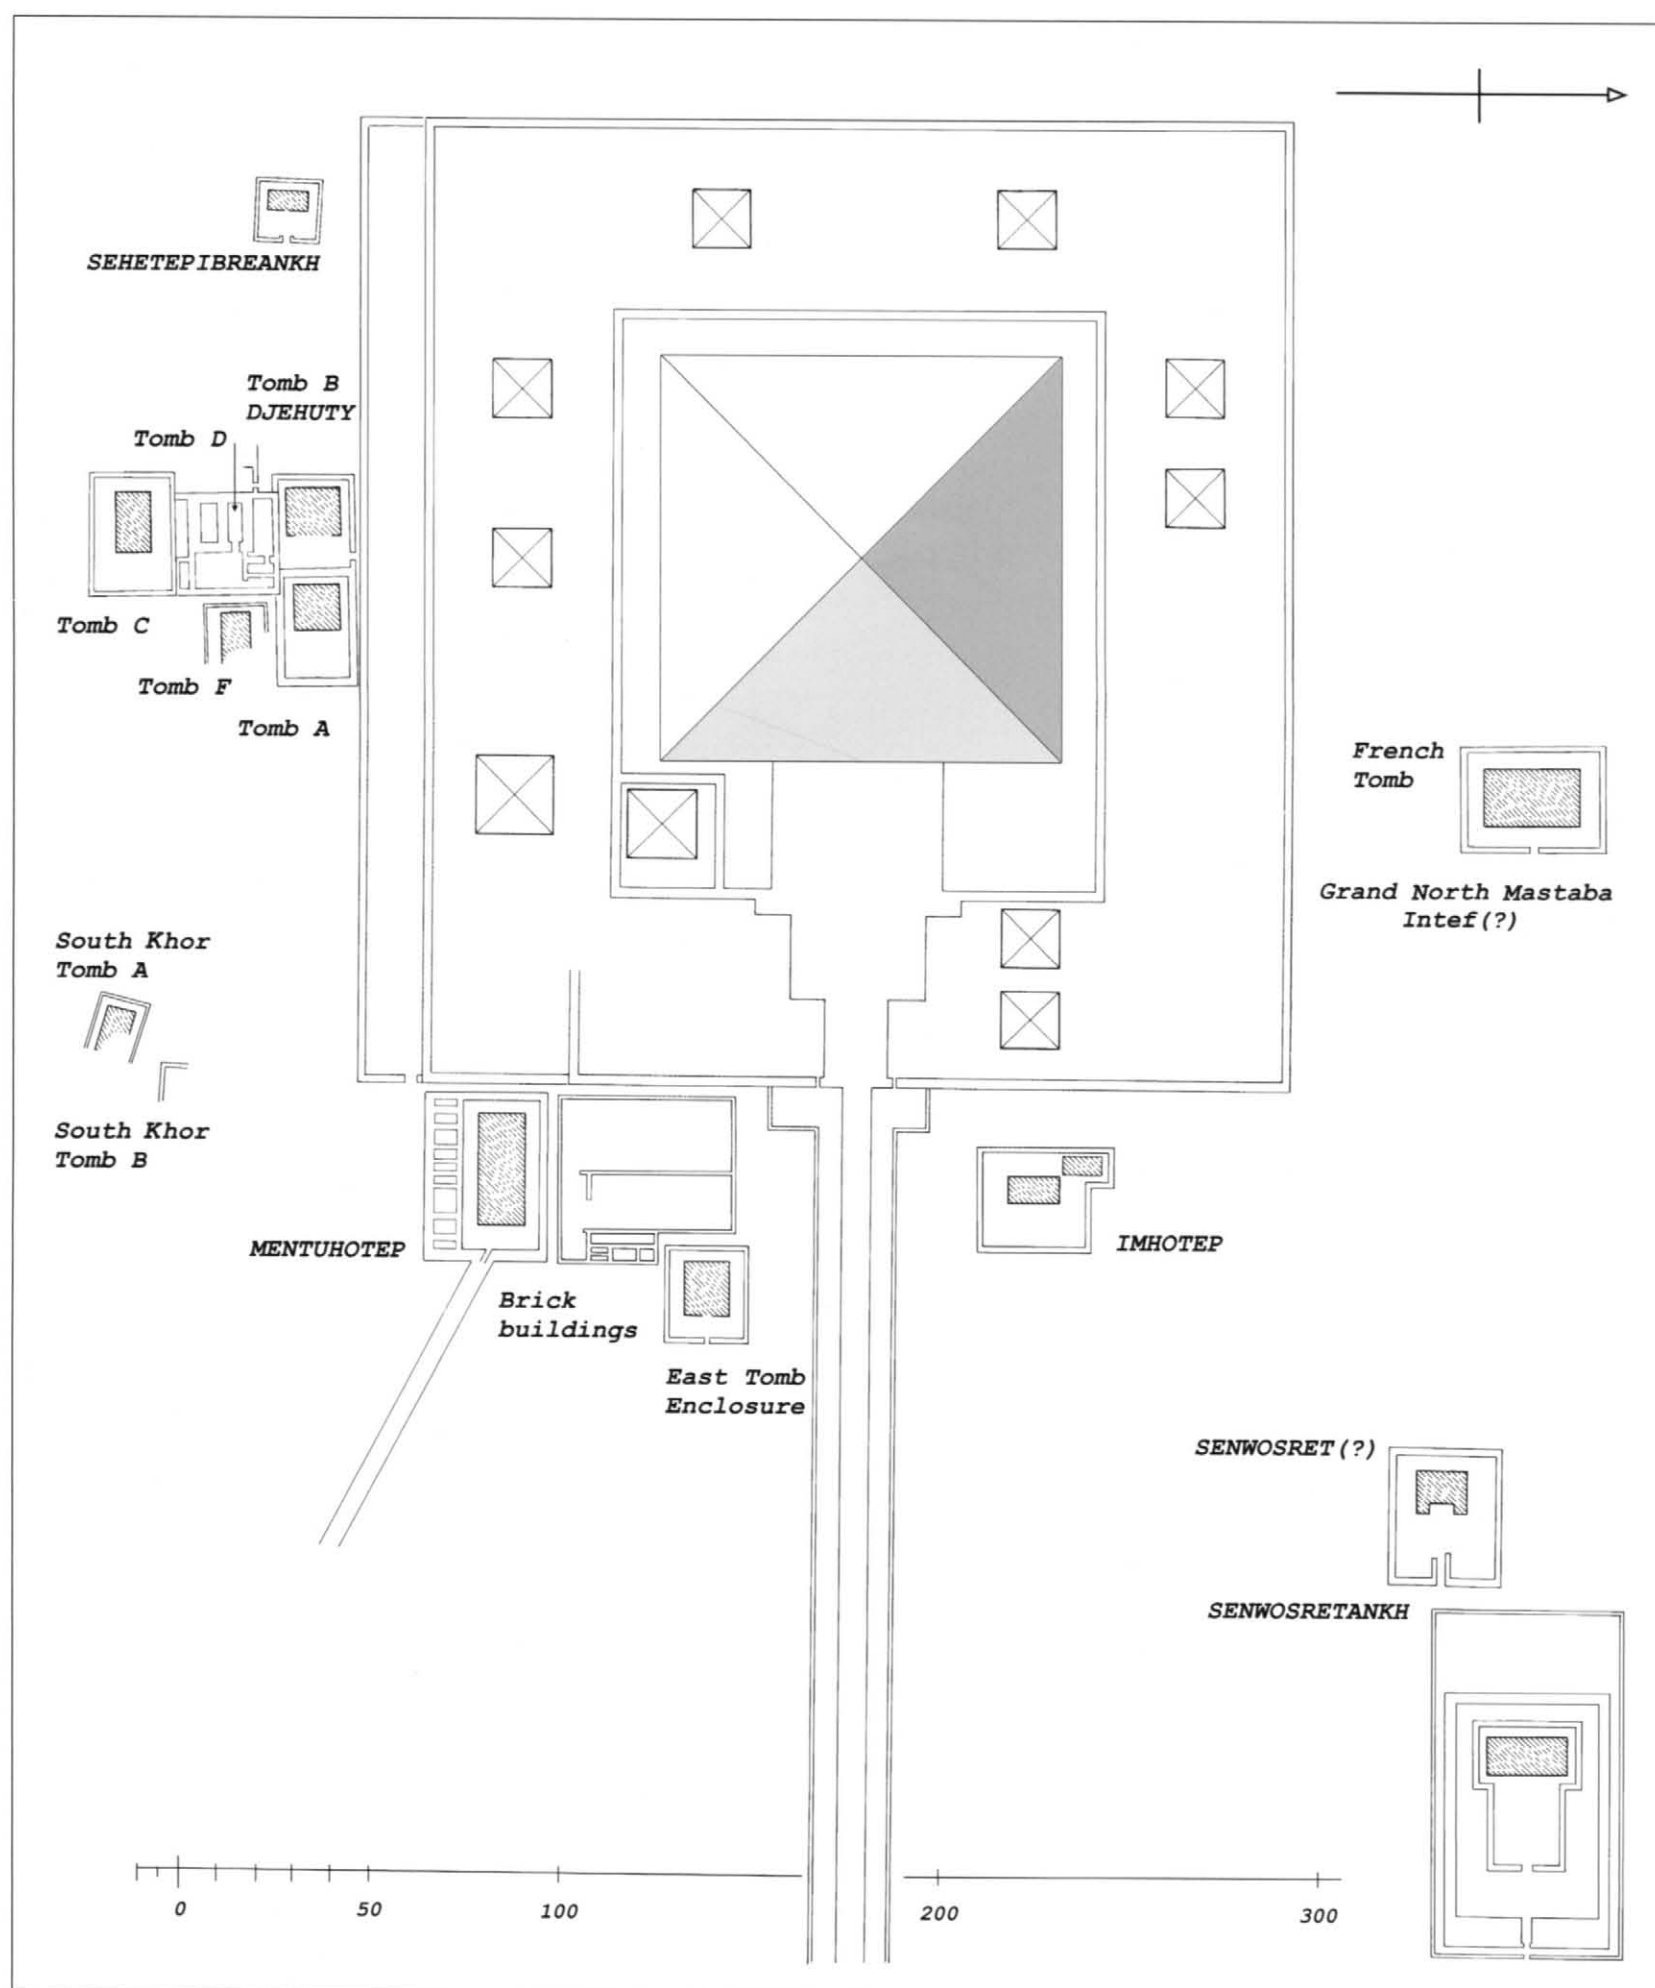 SEHETEPIBREANKH
Tomb B
DJEHUTY
Tomb D
Tomb C
Tomb F
Tomb A
French
Tomb
Grand North Mastaba
Intef(?)
South Khor
Tomb A
South Khor
Tomb B
MENTUHOTEP
IMHOTEP
Brick
buildings
East Tomb
Enclosure
SENWOSRET(?)
SENWOSRETANKH
0 50 100 200 300